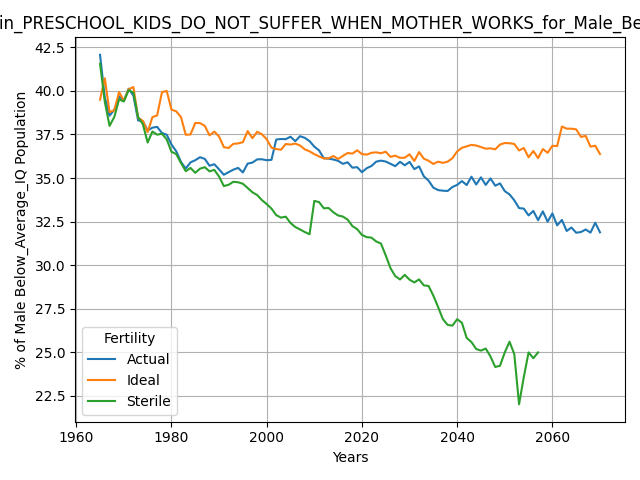 in_PRESCHOOL_KIDS_DO_NOT_SUFFER_WHEN_MOTHER_WORKS_for_Male_Be
% of Male Below_Average_IQ Population
42.5
40.0
37.5
35.0
32.5
30.0
27.5
25.0
22.5
Fertility
Actual
Ideal
Sterile
1960 1980 2000 2020 2040 2060
Years